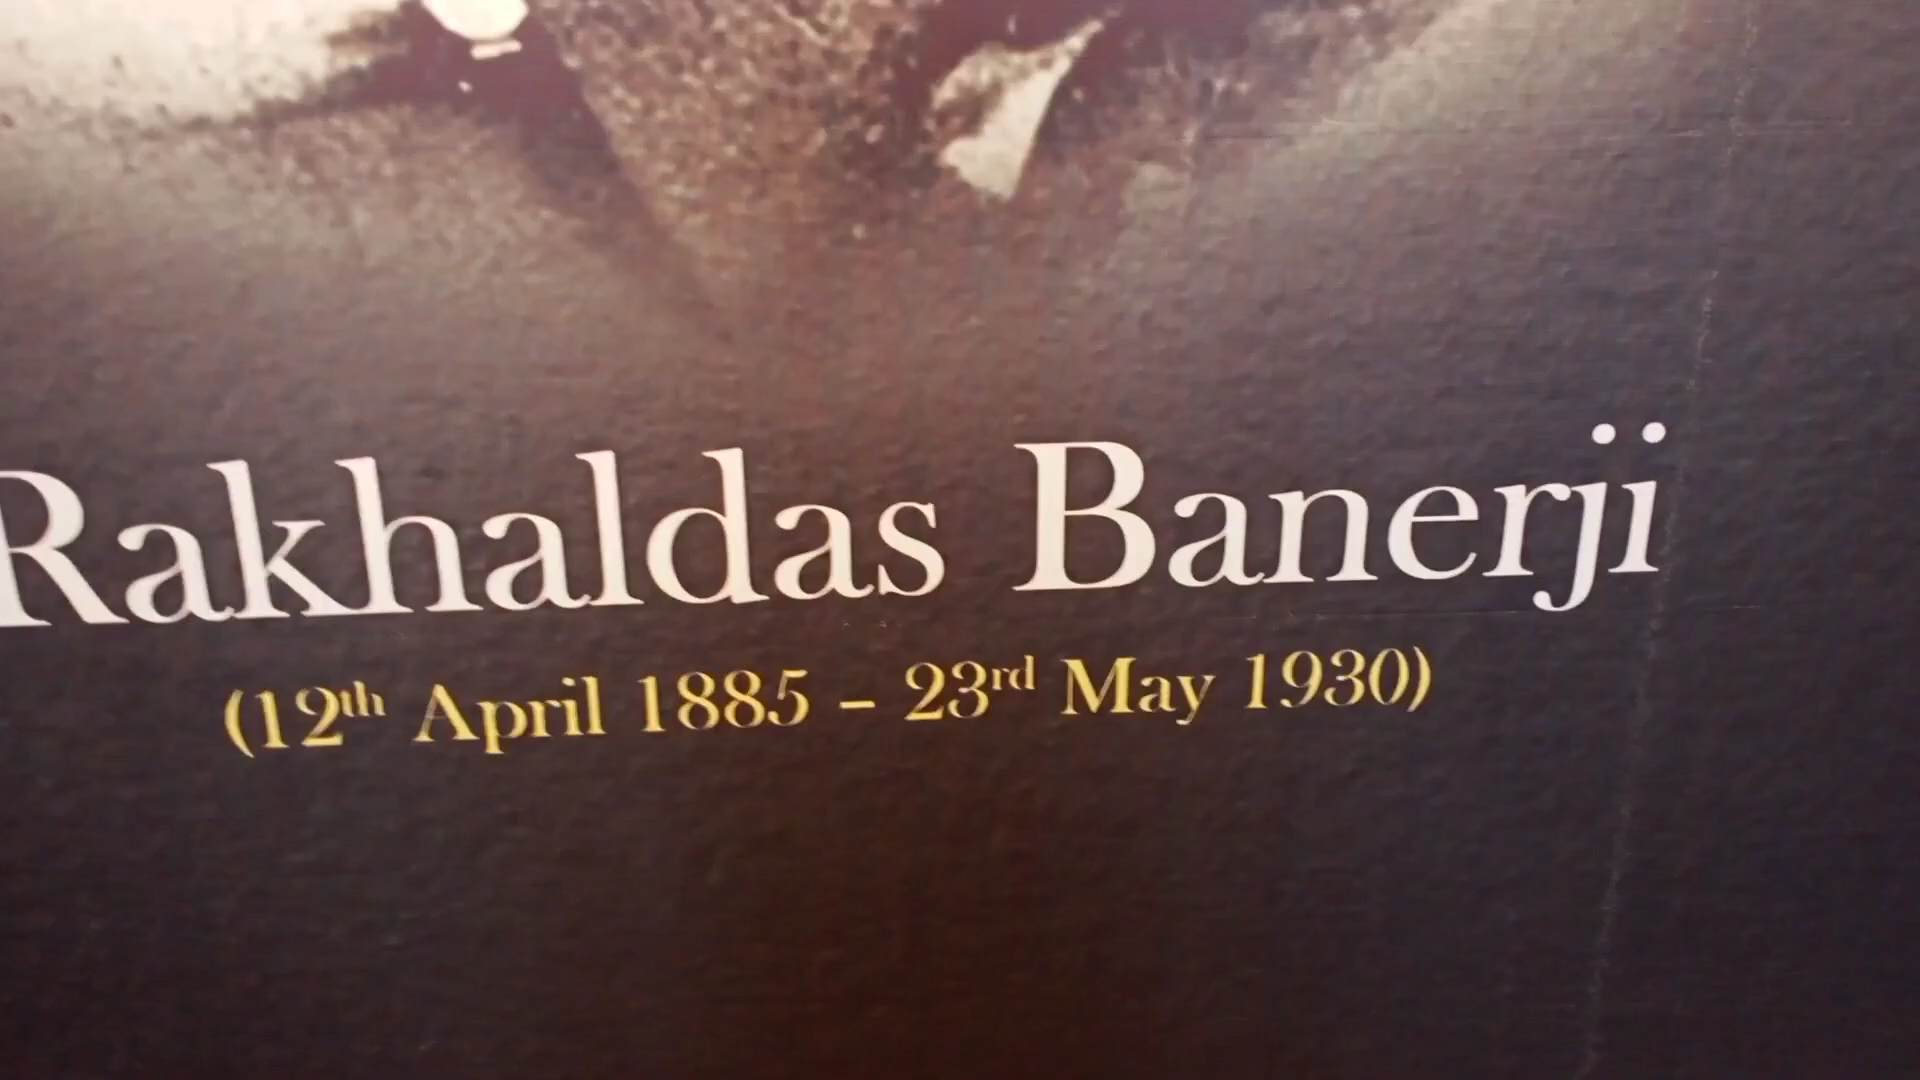 Rakhaldas Banerji
(12th April 1885 – 23rd May 1930)